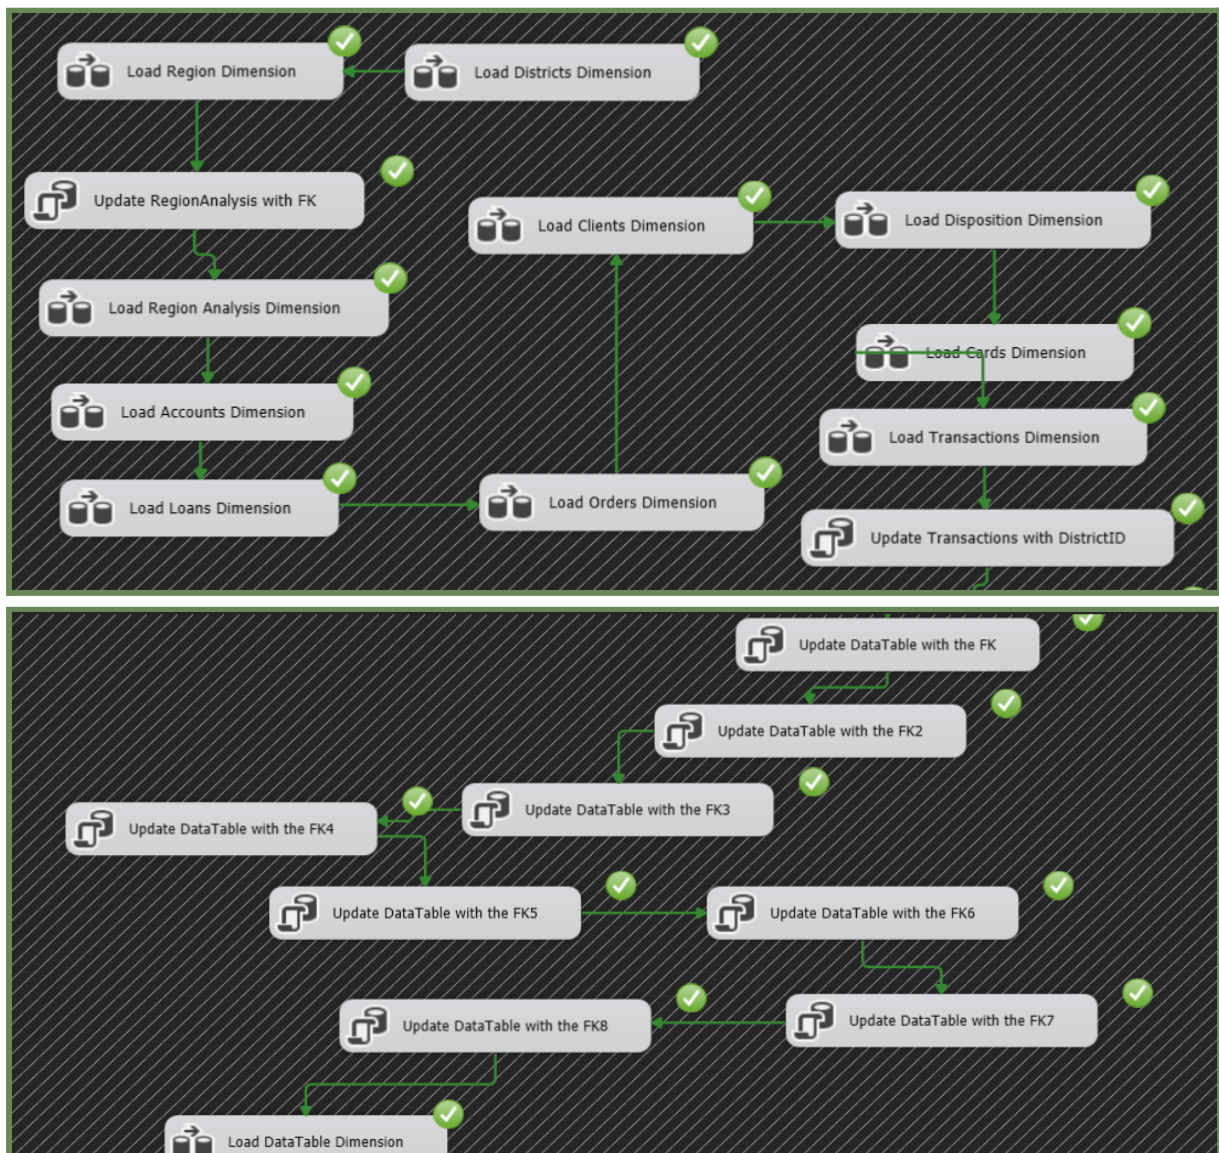 Load Region Dimension
Load Districts Dimension
Update RegionAnalysis with FK
Load Clients Dimension
Load Disposition Dimension
Load Region Analysis Dimension
Load Cards Dimension
Load Accounts Dimension
Load Transactions Dimension
Load Loans Dimension
Load Orders Dimension
Update Transactions with DistrictID
Update DataTable with the FK
Update DataTable with the FK2
Update DataTable with the FK3
Update DataTable with the FK4
Update DataTable with the FK5
Update DataTable with the FK6
Update DataTable with the FK8
Update DataTable with the FK7
Load DataTable Dimension